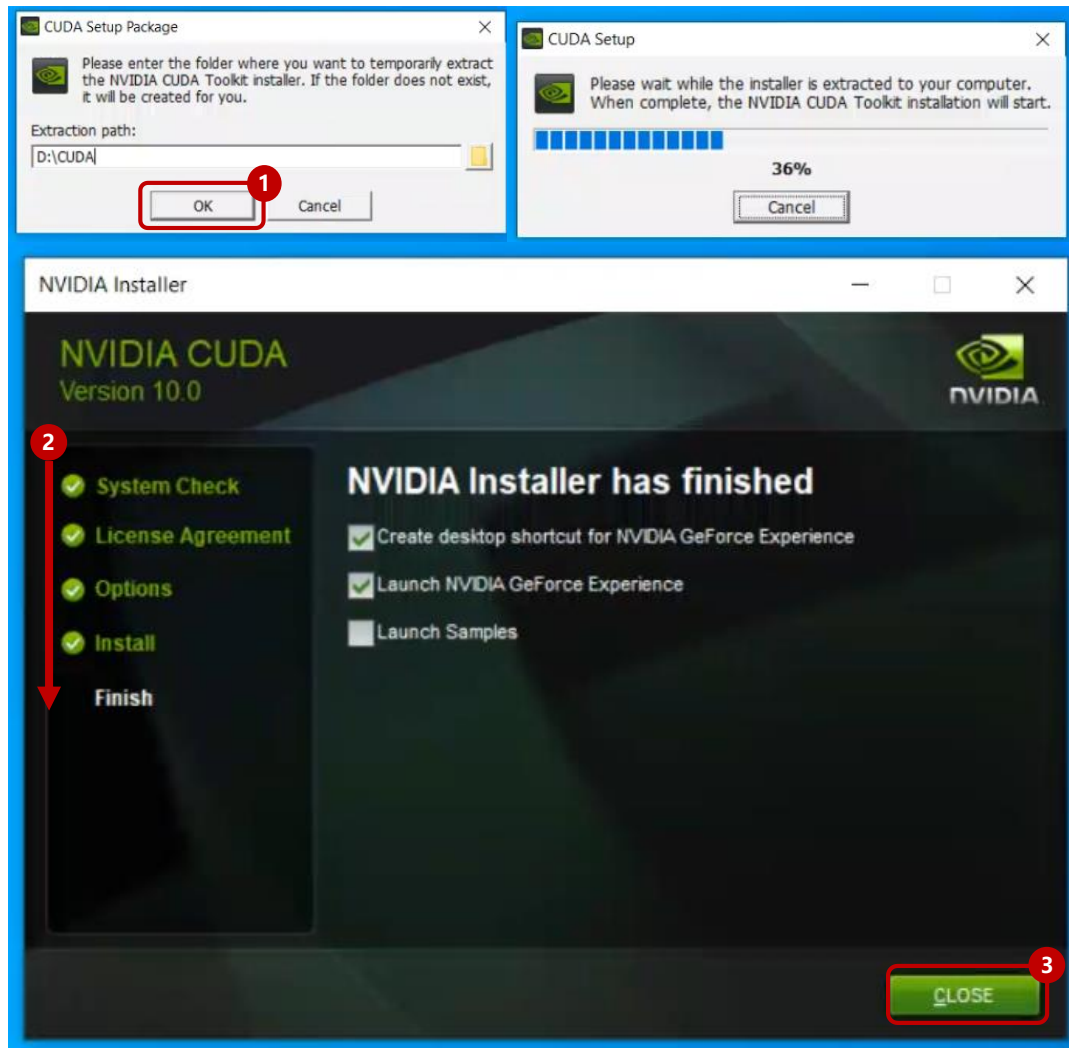 CUDA Setup Package
Please enter the folder where you want to temporarily extract
the NVIDIA CUDA Toolkit installer. If the folder does not exist,
it will be created for you.
Extraction path:
D:\CUDA
1
OK
Cancel
CUDA Setup
Please wait while the installer is extracted to your computer.
When complete, the NVIDIA CUDA Toolkit installation will start.
36%
Cancel
NVIDIA Installer
NVIDIA CUDA
Version 10.0
NVIDIA
2
System Check
License Agreement
Options
Install
Finish
NVIDIA Installer has finished
Create desktop shortcut for NVIDIA GeForce Experience
Launch NVIDIA GeForce Experience
Launch Samples
3
CLOSE